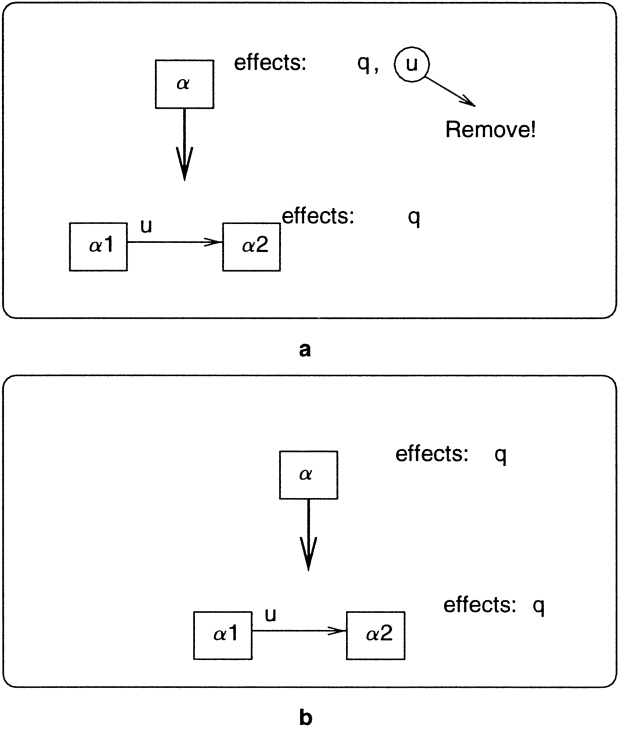 α effects: q, u
Remove!
α1 u α2 effects: q
a
α effects: q
α1 u α2 effects: q
b